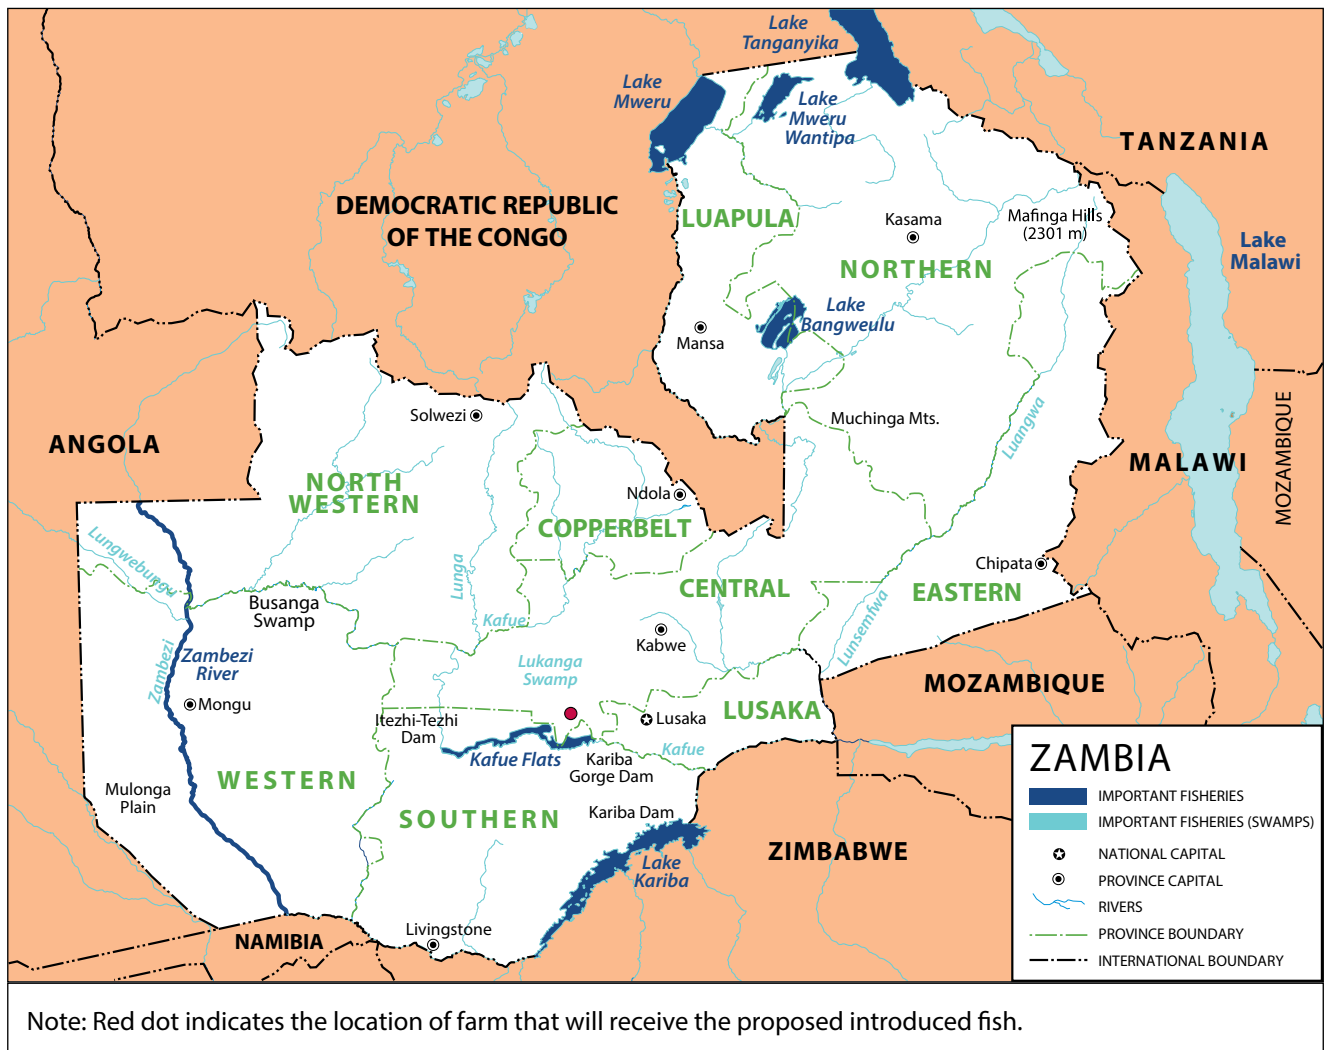 Lake
Tanganyika
Lake
Mweru
Lake
Mweru
Wantipa
TANZANIA
DEMOCRATIC REPUBLIC
OF THE CONGO
LUAPULA
Kasama
Mafinga Hills
(2301 m)
Lake
Malawi
NORTHERN
Lake
Bangweulu
Mansa
Solwezi
Muchinga Mts.
Luangwa
ANGOLA
MALAWI
MOZAMBIQUE
NORTH
WESTERN
Ndola
COPPERBELT
Lungwebungu
Lunga
Chipata
CENTRAL
EASTERN
Busanga
Swamp
Kafue
Lunsemfwa
Kabwe
Zambezi
Zambezi
River
Lukanga
Swamp
MOZAMBIQUE
Mongu
Itezhi-Tezhi
Dam
Lusaka
LUSAKA
Kafue Flats
Kafue
Kariba
Gorge Dam
WESTERN
Mulonga
Plain
SOUTHERN
Kariba Dam
Lake
Kariba
ZIMBABWE
Livingstone
NAMIBIA
ZAMBIA
IMPORTANT FISHERIES
IMPORTANT FISHERIES (SWAMPS)
NATIONAL CAPITAL
PROVINCE CAPITAL
RIVERS
PROVINCE BOUNDARY
INTERNATIONAL BOUNDARY
Note: Red dot indicates the location of farm that will receive the proposed introduced fish.